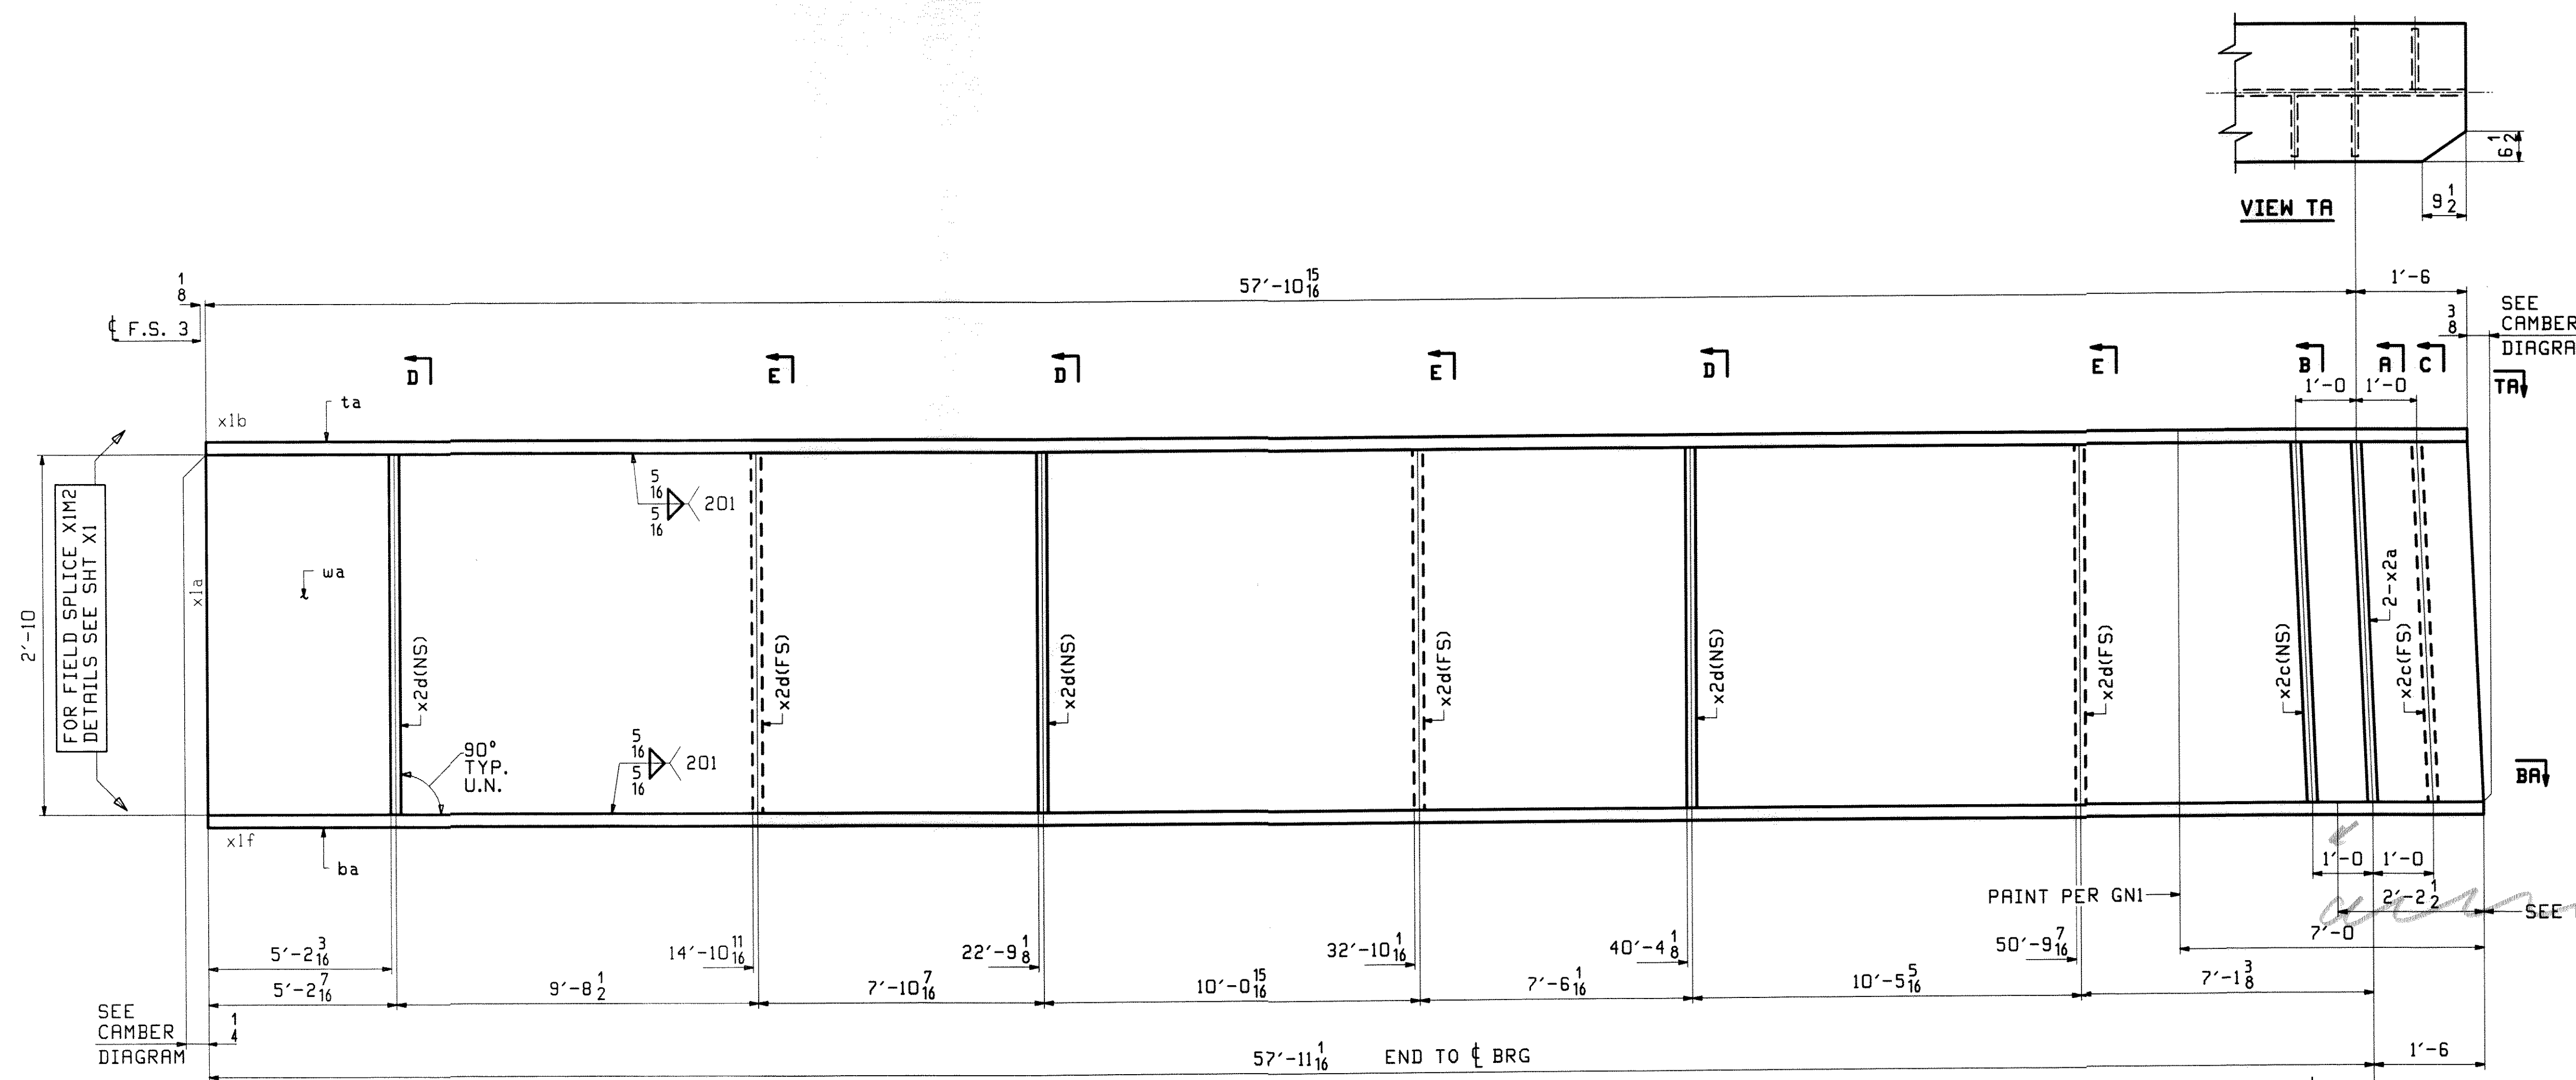 6 1/2
9 1/2
VIEW TA
1/8
57'-10 15/16
1'-6
℄ F.S. 3
3/8
SEE
CAMBER
DIAGRA
D
E
D
E
D
E
B
A
C
TA
1'-0
1'-0
x1b
ta
FOR FIELD SPLICE X1M2
DETAILS SEE SHT X1
2'-10
x1a
wa
5/16
5/16
201
x2d(NS)
x2d(FS)
x2d(NS)
x2d(FS)
x2d(NS)
x2d(FS)
x2c(NS)
2-x2a
x2c(FS)
90°
TYP.
U.N.
5/16
5/16
201
BA
x1f
ba
1'-0
1'-0
PAINT PER GN1
2'-2 1/2
SEE
7'-0
5'-2 3/16
14'-10 11/16
22'-9 1/8
32'-10 1/16
40'-4 1/8
50'-9 7/16
5'-2 7/16
9'-8 1/2
7'-10 7/16
10'-0 15/16
7'-6 1/16
10'-5 5/16
7'-1 3/8
SEE
CAMBER
DIAGRAM
1/4
57'-11 1/16 END TO ℄ BRG
1'-6